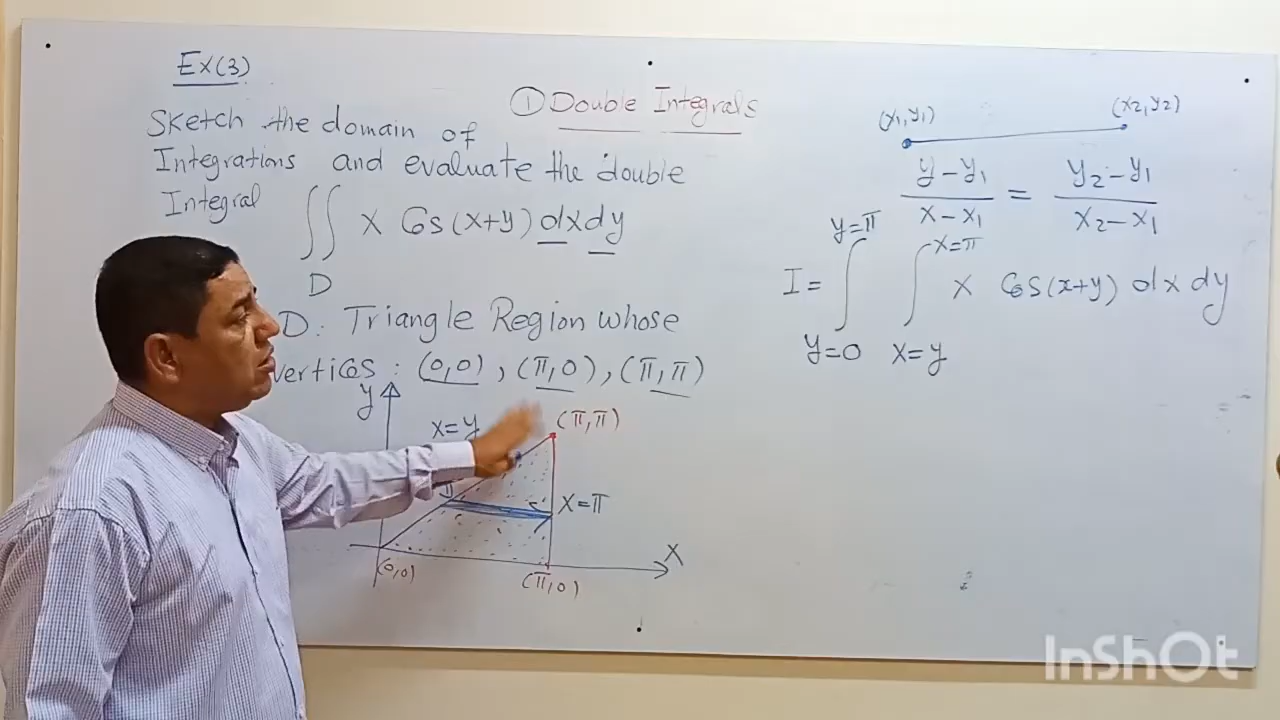 Ex(3)
① Double Integrals
Sketch the domain of
Integrations and evaluate the double
Integral
∬ x Cos(x+y) dxdy
D
D: Triangle Region whose
vertices : (0,0), (π,0), (π,π)
y
x=y
(π,π)
x=π
x
(0,0)
(π,0)
(x1,y1)
(x2,y2)
y-y1 / x-x1 = y2-y1 / x2-x1
y=π
x=π
I = ∫ ∫ x Cos(x+y) dx dy
y=0 x=y
InShOt